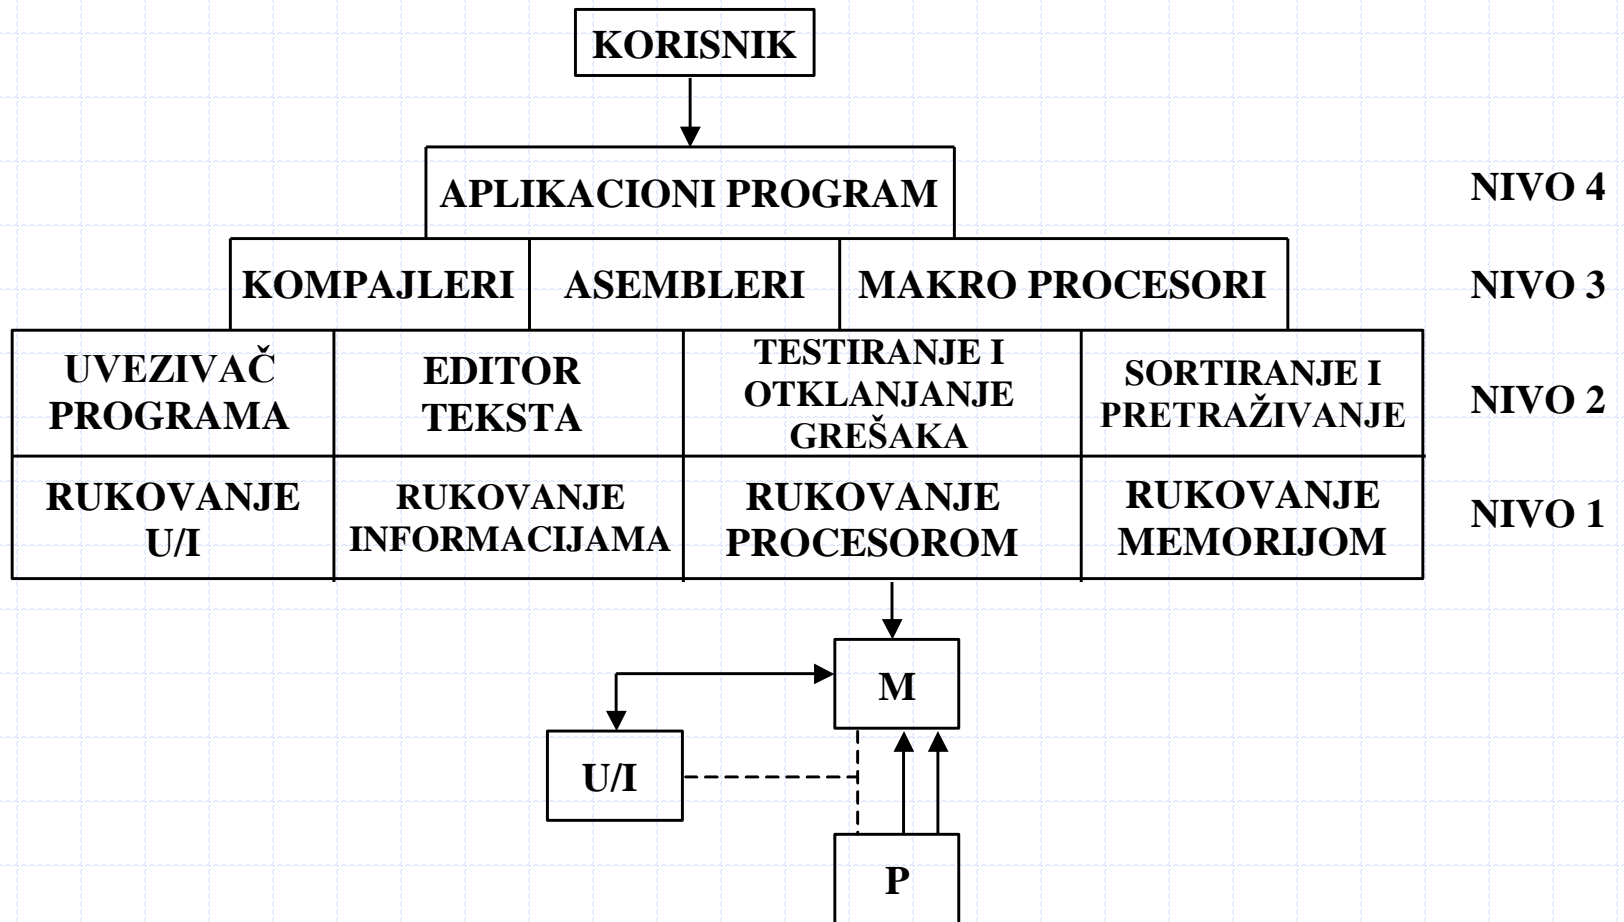 KORISNIK
APLIKACIONI PROGRAM
NIVO 4
KOMPAJLERI
ASEMBLERI
MAKRO PROCESORI
NIVO 3
UVEZIVAČ
PROGRAMA
EDITOR
TEKSTA
TESTIRANJE I
OTKLANJANJE
GREŠAKA
SORTIRANJE I
PRETRAŽIVANJE
NIVO 2
RUKOVANJE
U/I
RUKOVANJE
INFORMACIJAMA
RUKOVANJE
PROCESOROM
RUKOVANJE
MEMORIJOM
NIVO 1
M
U/I
P